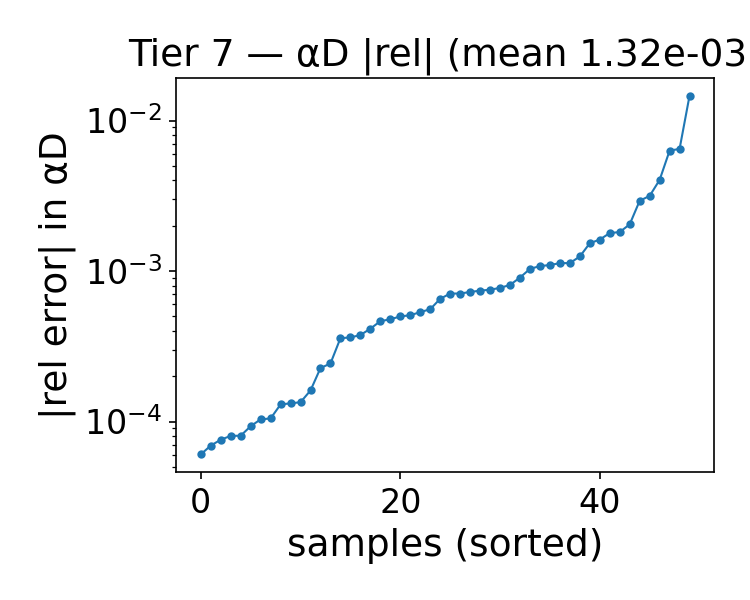 Tier 7 — αD |rel| (mean 1.32e-03
|rel error| in αD
10⁻²
10⁻³
10⁻⁴
0 20 40
samples (sorted)